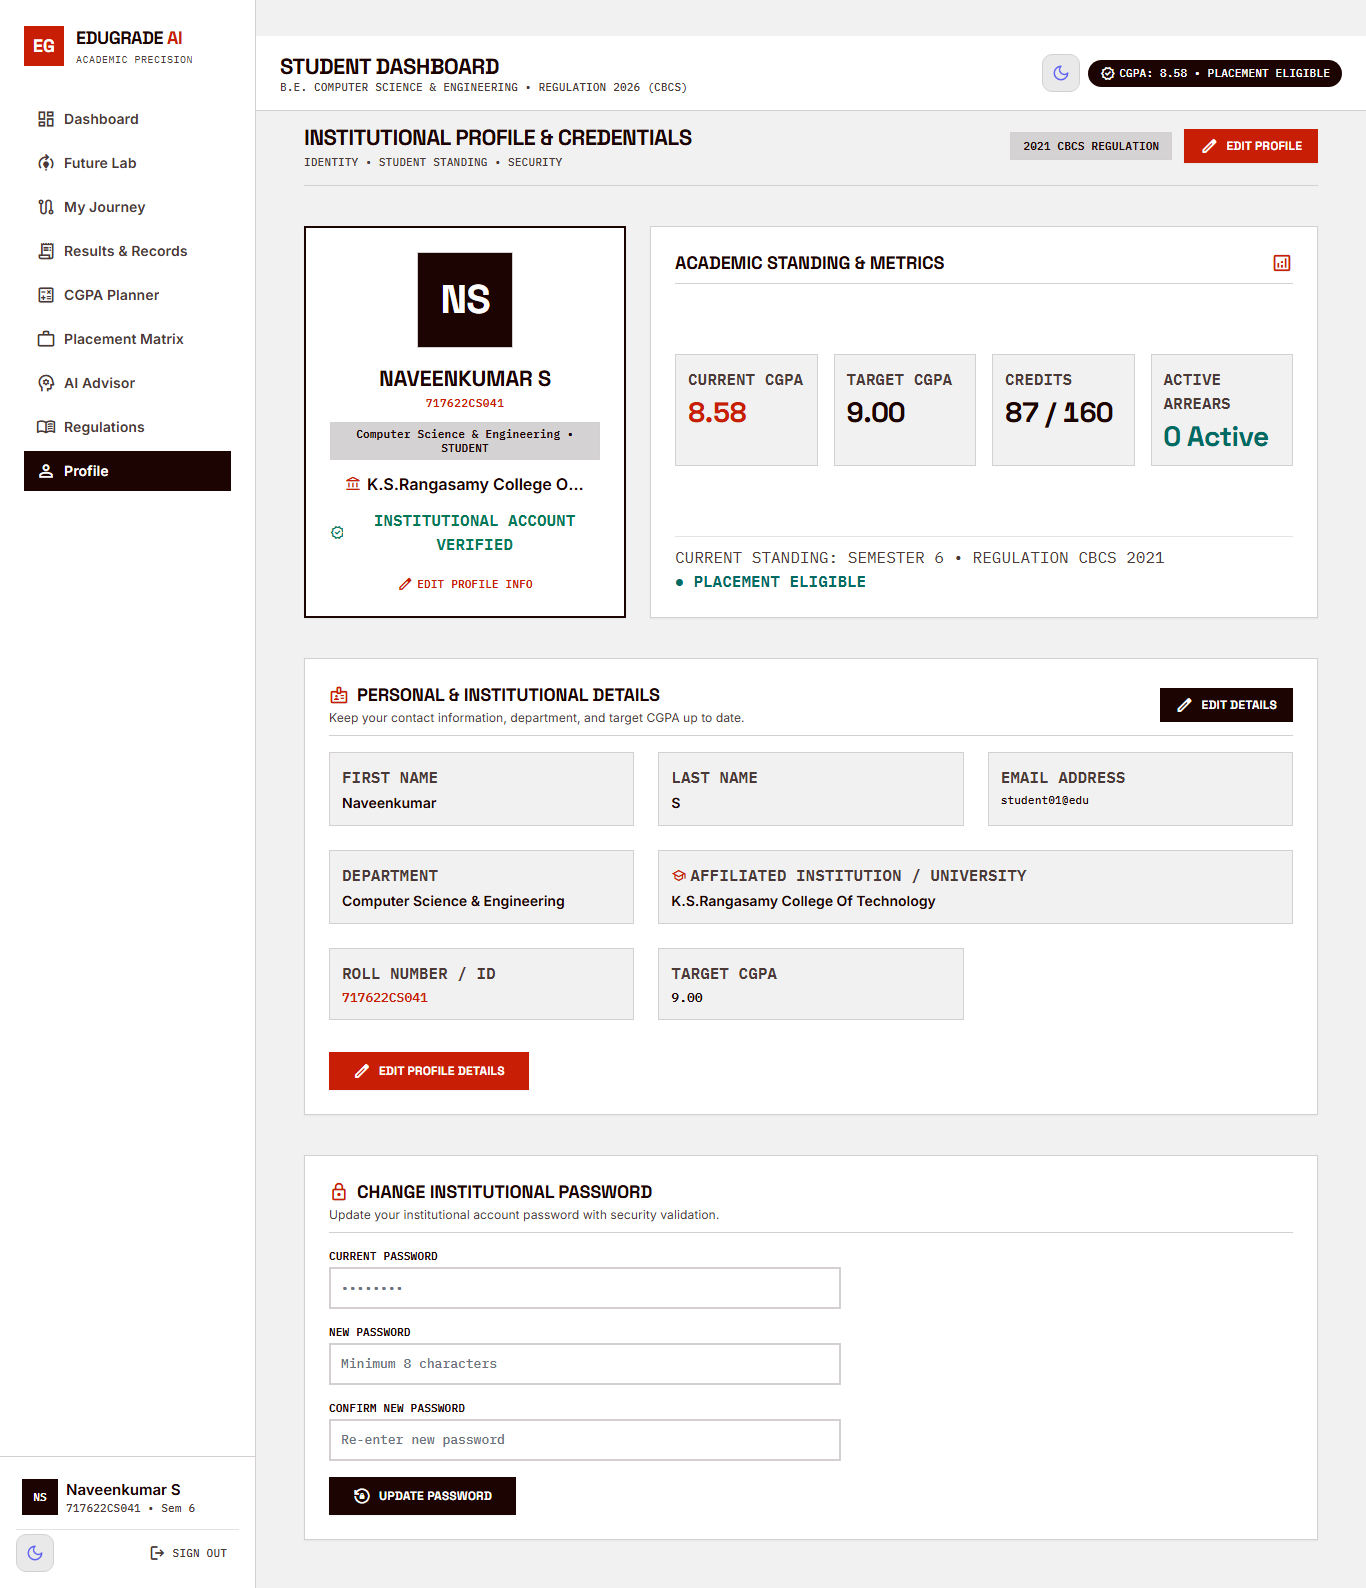 EG
EDUGRADE AI
ACADEMIC PRECISION
Dashboard
Future Lab
My Journey
Results & Records
CGPA Planner
Placement Matrix
AI Advisor
Regulations
Profile
NS
Naveenkumar S
717622CS041 • Sem 6
SIGN OUT
STUDENT DASHBOARD
B.E. COMPUTER SCIENCE & ENGINEERING • REGULATION 2026 (CBCS)
CGPA: 8.58 • PLACEMENT ELIGIBLE
INSTITUTIONAL PROFILE & CREDENTIALS
IDENTITY • STUDENT STANDING • SECURITY
2021 CBCS REGULATION
EDIT PROFILE
NS
NAVEENKUMAR S
717622CS041
Computer Science & Engineering •
STUDENT
K.S.Rangasamy College O...
INSTITUTIONAL ACCOUNT
VERIFIED
EDIT PROFILE INFO
ACADEMIC STANDING & METRICS
CURRENT CGPA
8.58
TARGET CGPA
9.00
CREDITS
87 / 160
ACTIVE
ARREARS
0 Active
CURRENT STANDING: SEMESTER 6 • REGULATION CBCS 2021
● PLACEMENT ELIGIBLE
PERSONAL & INSTITUTIONAL DETAILS
Keep your contact information, department, and target CGPA up to date.
EDIT DETAILS
FIRST NAME
Naveenkumar
LAST NAME
S
EMAIL ADDRESS
student01@edu
DEPARTMENT
Computer Science & Engineering
AFFILIATED INSTITUTION / UNIVERSITY
K.S.Rangasamy College Of Technology
ROLL NUMBER / ID
717622CS041
TARGET CGPA
9.00
EDIT PROFILE DETAILS
CHANGE INSTITUTIONAL PASSWORD
Update your institutional account password with security validation.
CURRENT PASSWORD
••••••••
NEW PASSWORD
Minimum 8 characters
CONFIRM NEW PASSWORD
Re-enter new password
UPDATE PASSWORD